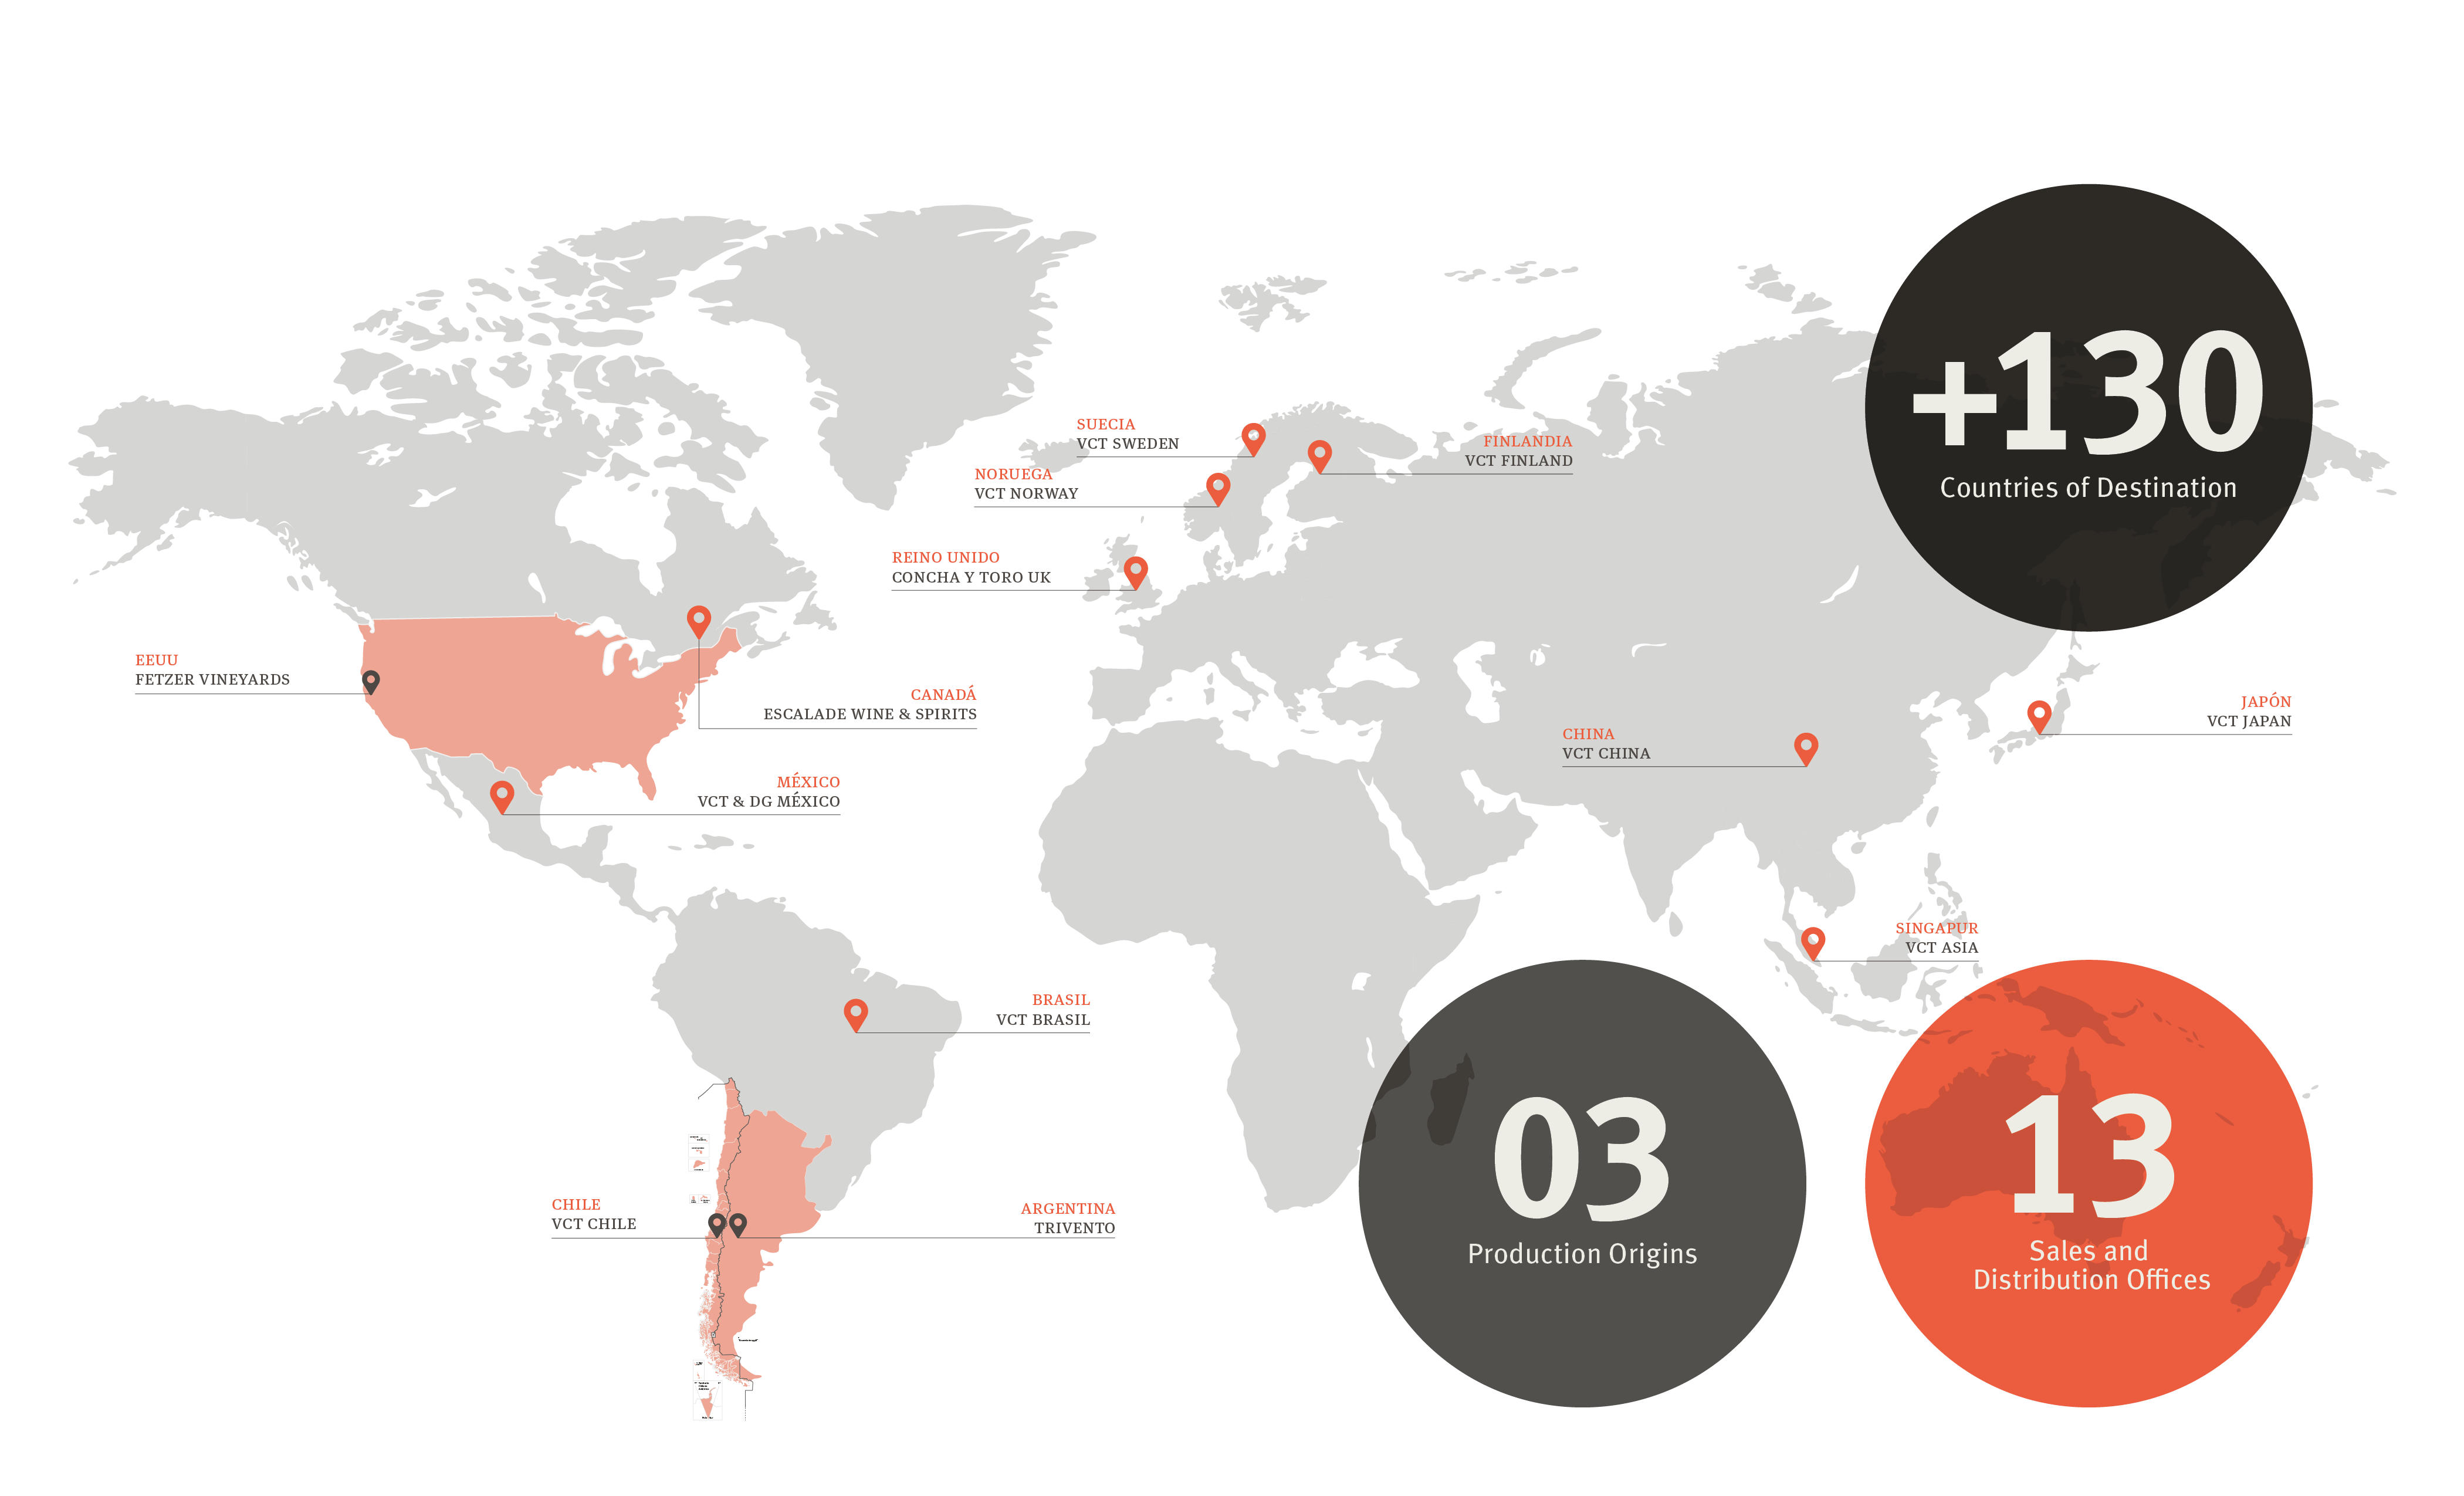 +130
Countries of Destination
SUECIA
VCT SWEDEN
FINLANDIA
VCT FINLAND
NORUEGA
VCT NORWAY
REINO UNIDO
CONCHA Y TORO UK
EEUU
FETZER VINEYARDS
CANADÁ
ESCALADE WINE & SPIRITS
JAPÓN
VCT JAPAN
CHINA
VCT CHINA
MÉXICO
VCT & DG MÉXICO
SINGAPUR
VCT ASIA
BRASIL
VCT BRASIL
CHILE
VCT CHILE
ARGENTINA
TRIVENTO
03
Production Origins
13
Sales and
Distribution Offices